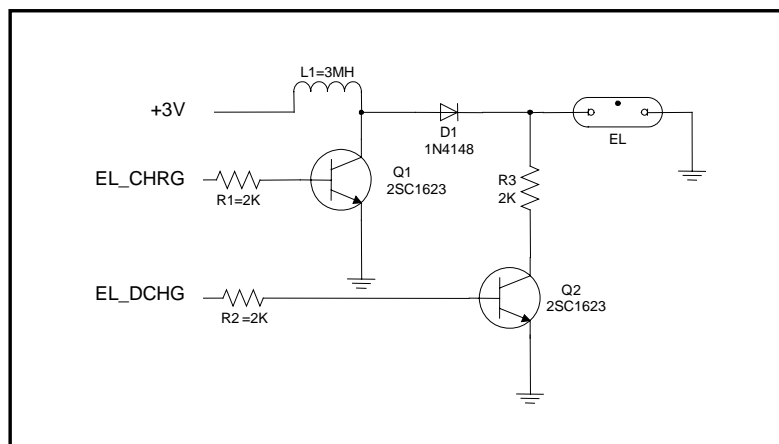 L1=3MH
+3V
D1
1N4148
EL
EL_CHRG
R1=2K
Q1
2SC1623
R3
2K
EL_DCHG
R2 =2K
Q2
2SC1623